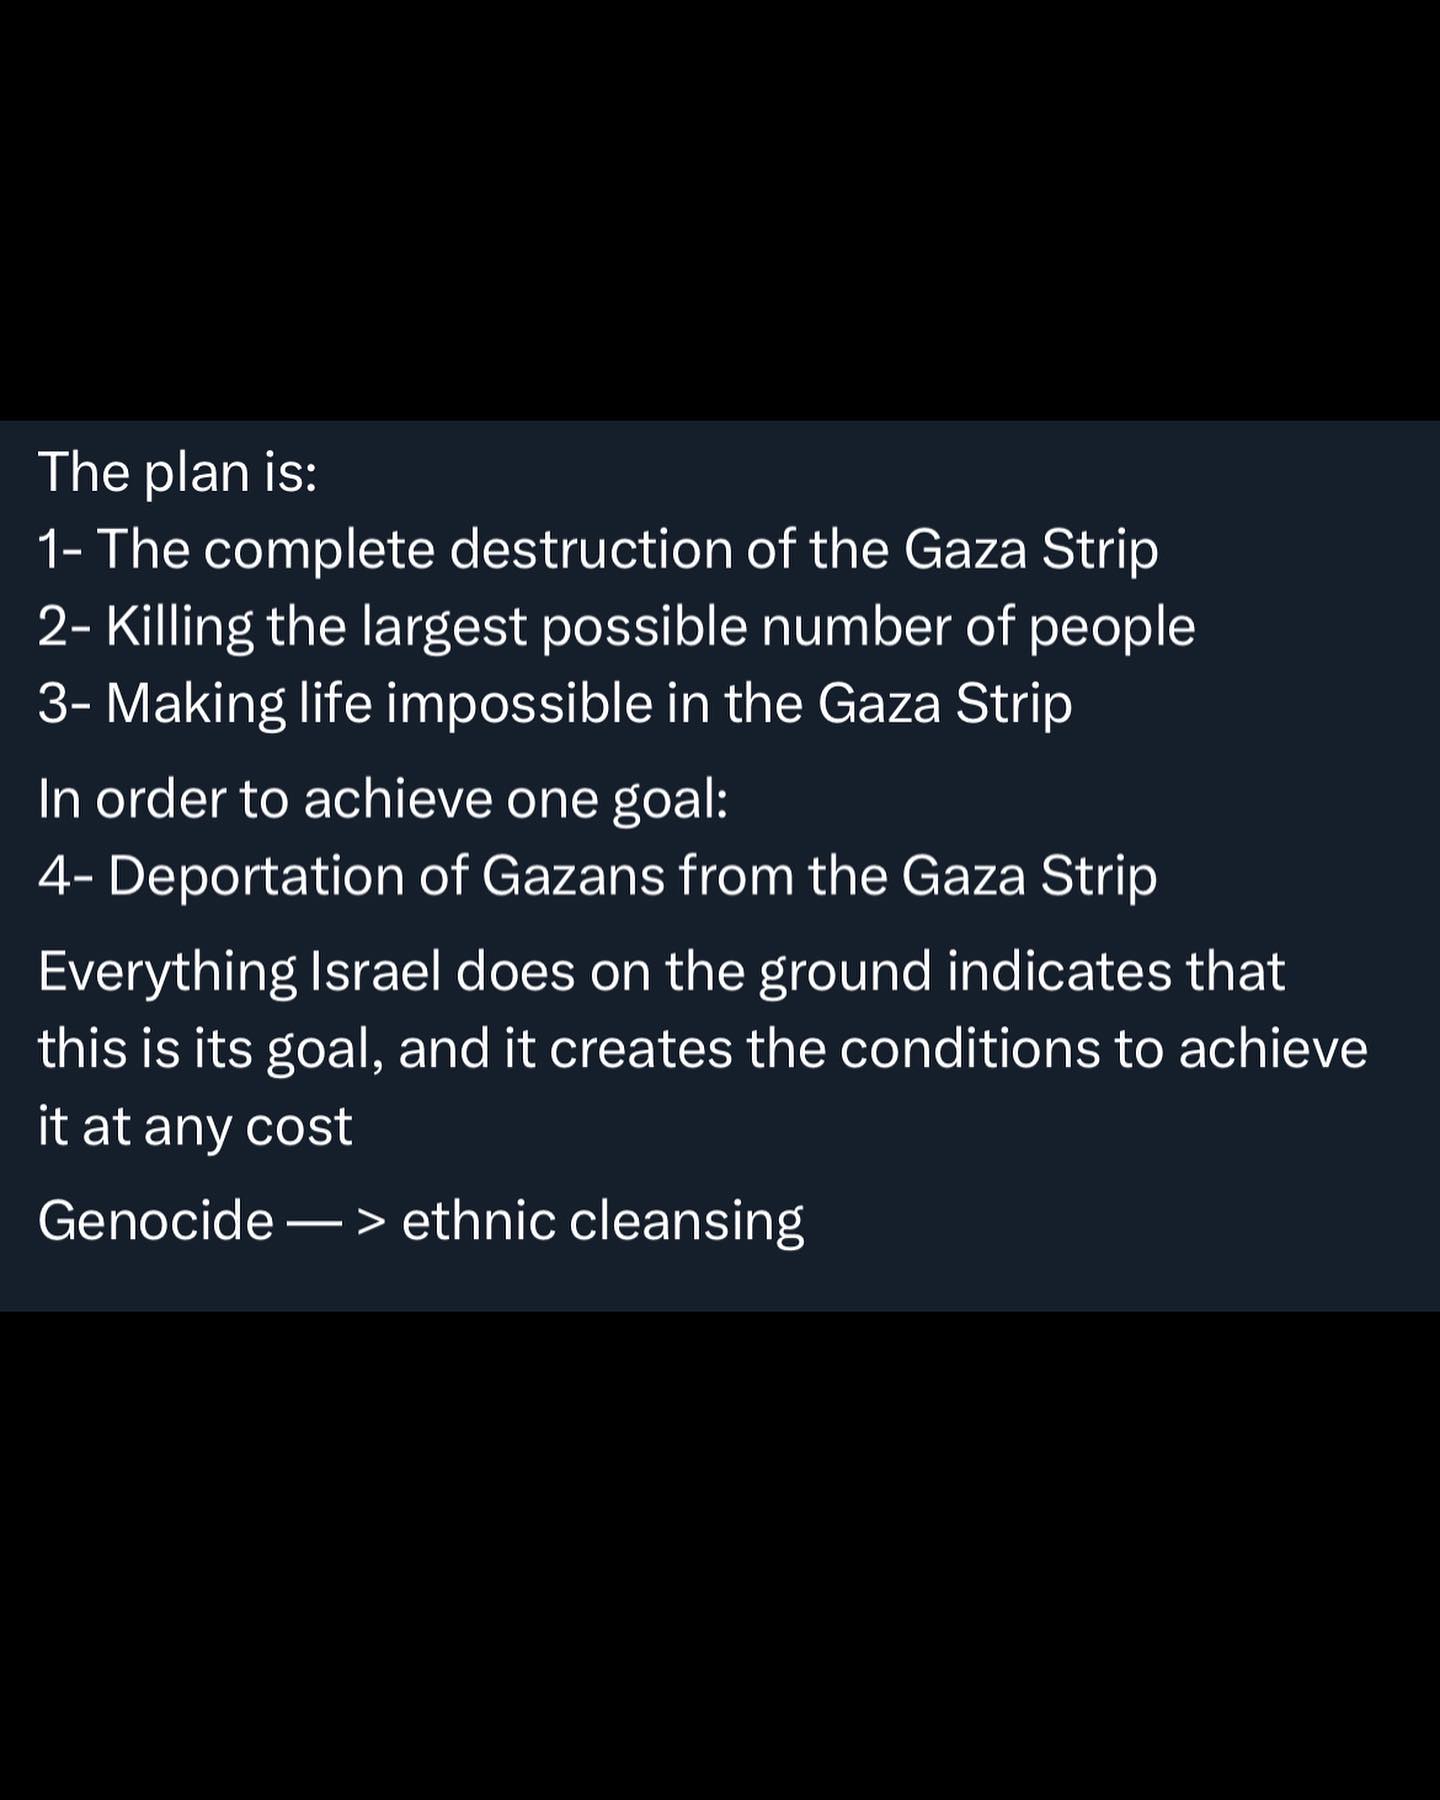 The plan is:
1- The complete destruction of the Gaza Strip
2- Killing the largest possible number of people
3- Making life impossible in the Gaza Strip
In order to achieve one goal:
4- Deportation of Gazans from the Gaza Strip
Everything Israel does on the ground indicates that
this is its goal, and it creates the conditions to achieve
it at any cost
Genocide — > ethnic cleansing